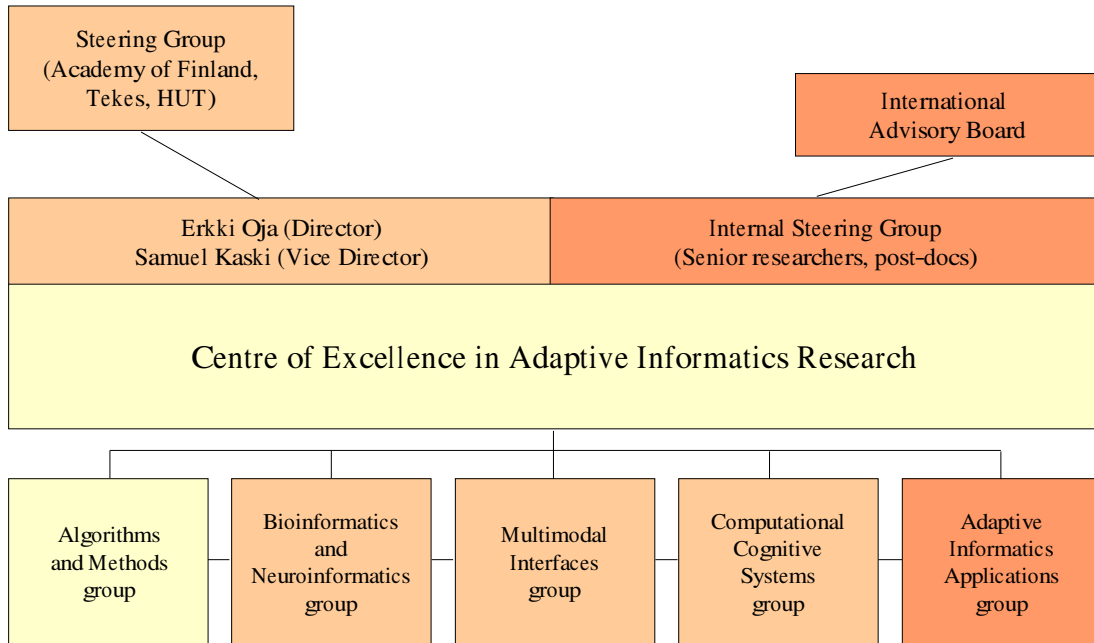 Steering Group
(Academy of Finland,
Tekes, HUT)
International
Advisory Board
Erkki Oja (Director)
Samuel Kaski (Vice Director)
Internal Steering Group
(Senior researchers, post-docs)
Centre of Excellence in Adaptive Informatics Research
Algorithms
and Methods
group
Bioinformatics
and
Neuroinformatics
group
Multimodal
Interfaces
group
Computational
Cognitive
Systems
group
Adaptive
Informatics
Applications
group